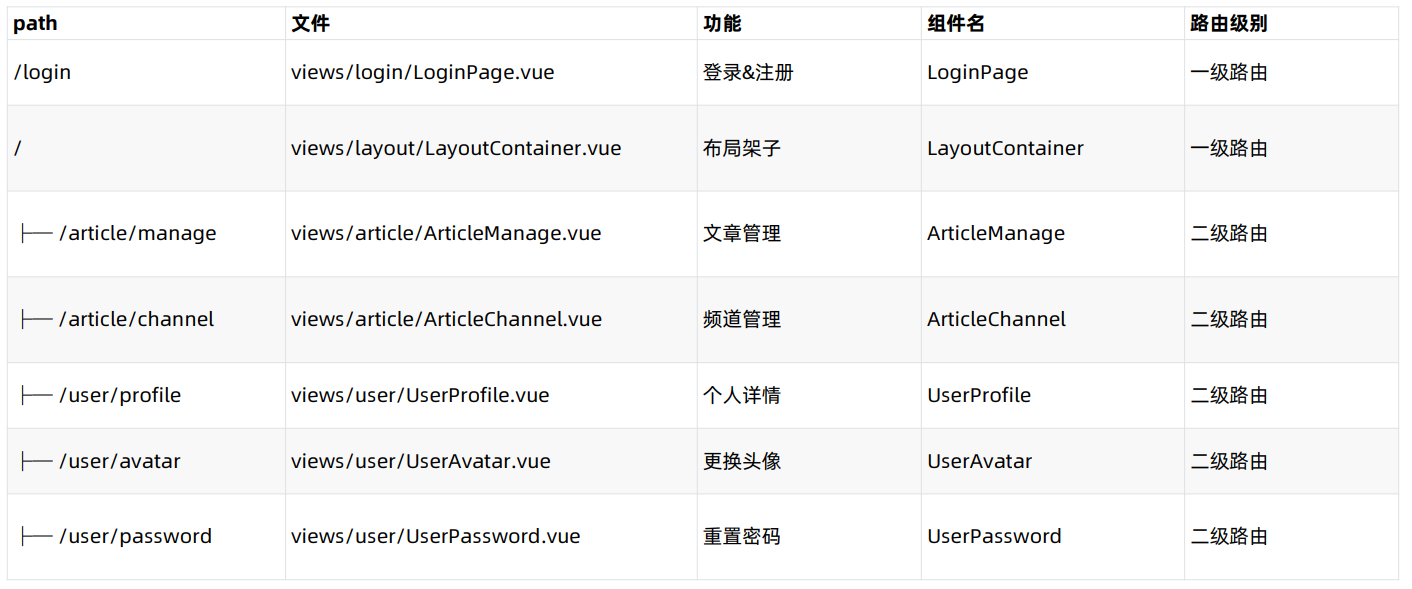 path 文件 功能 组件名 路由级别
/login views/login/LoginPage.vue 登录&注册 LoginPage 一级路由
/ views/layout/LayoutContainer.vue 布局架子 LayoutContainer 一级路由
├── /article/manage views/article/ArticleManage.vue 文章管理 ArticleManage 二级路由
├── /article/channel views/article/ArticleChannel.vue 频道管理 ArticleChannel 二级路由
├── /user/profile views/user/UserProfile.vue 个人详情 UserProfile 二级路由
├── /user/avatar views/user/UserAvatar.vue 更换头像 UserAvatar 二级路由
├── /user/password views/user/UserPassword.vue 重置密码 UserPassword 二级路由